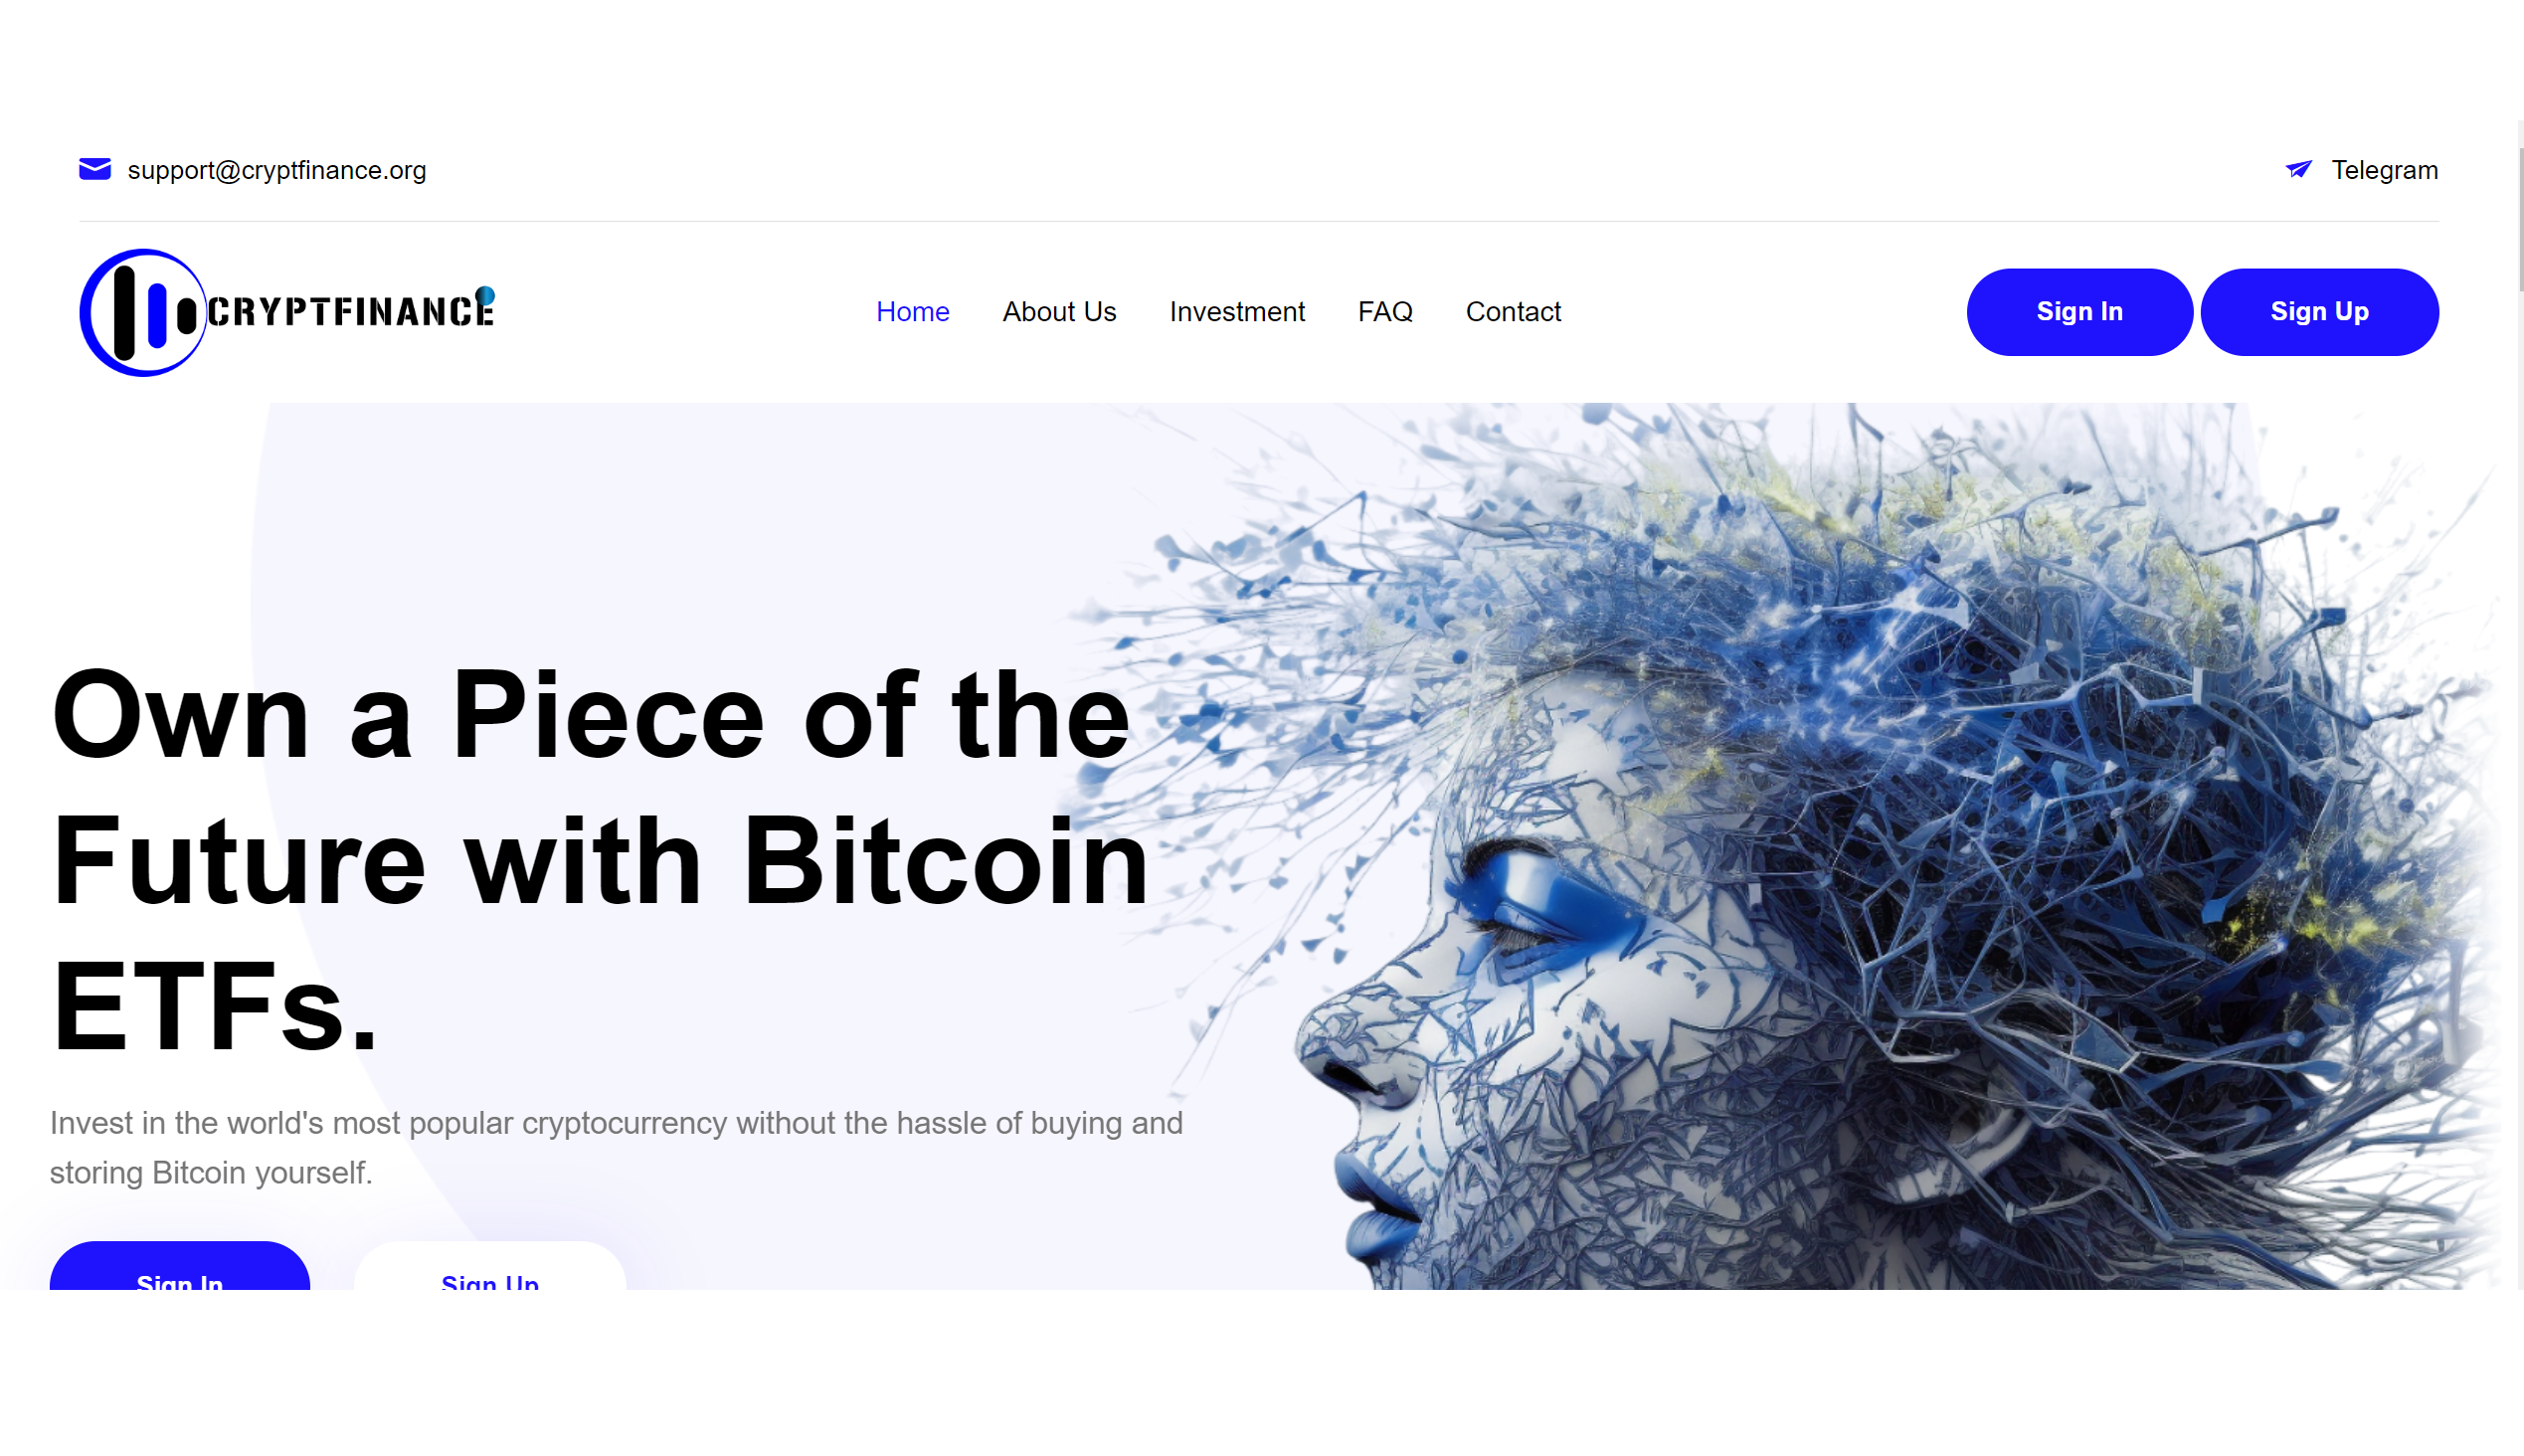 support@cryptfinance.org
Telegram
CRYPTFINANCE
Home
About Us
Investment
FAQ
Contact
Sign In
Sign Up
Own a Piece of the
Future with Bitcoin
ETFs.
Invest in the world's most popular cryptocurrency without the hassle of buying and
storing Bitcoin yourself.
Sign In
Sign Up